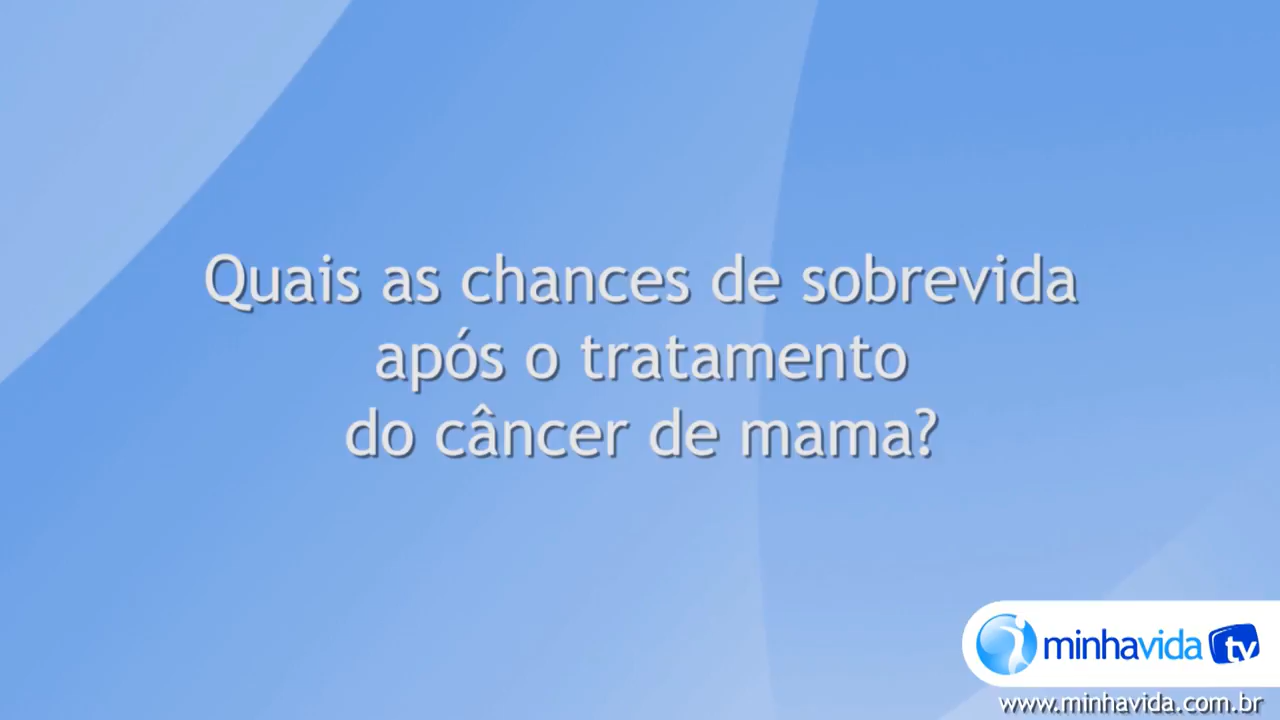 Quais as chances de sobrevida
após o tratamento
do câncer de mama?
minhavida tv
www.minhavida.com.br